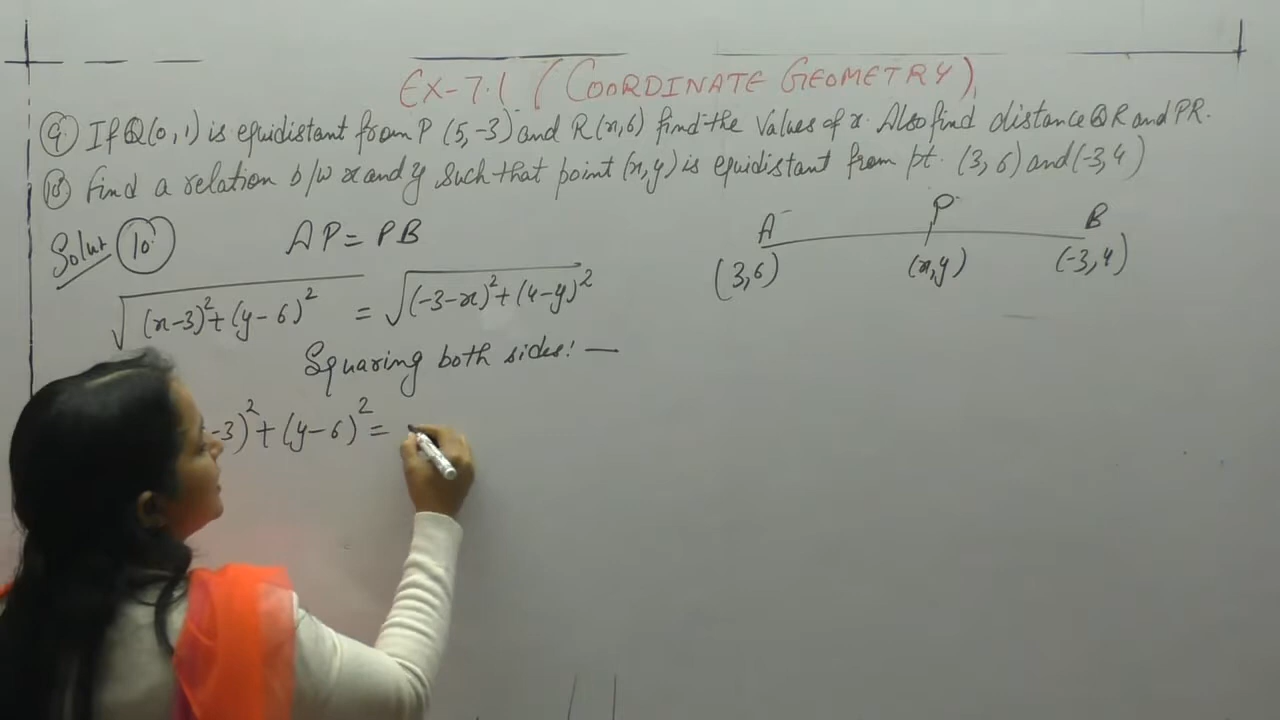 EX-7.1 (COORDINATE GEOMETRY)
9. If Q(0,1) is equidistant from P (5,-3) and R(x,6) find the values of x. Also find distance QR and PR.
10. Find a relation b/w x and y such that point (x,y) is equidistant from pt. (3,6) and (-3,4)
Solut 10. AP = PB
A P B
(3,6) (x,y) (-3,4)
√(x-3)²+(y-6)² = √(-3-x)²+(4-y)²
Squaring both sides:—
-3)²+(y-6)² =